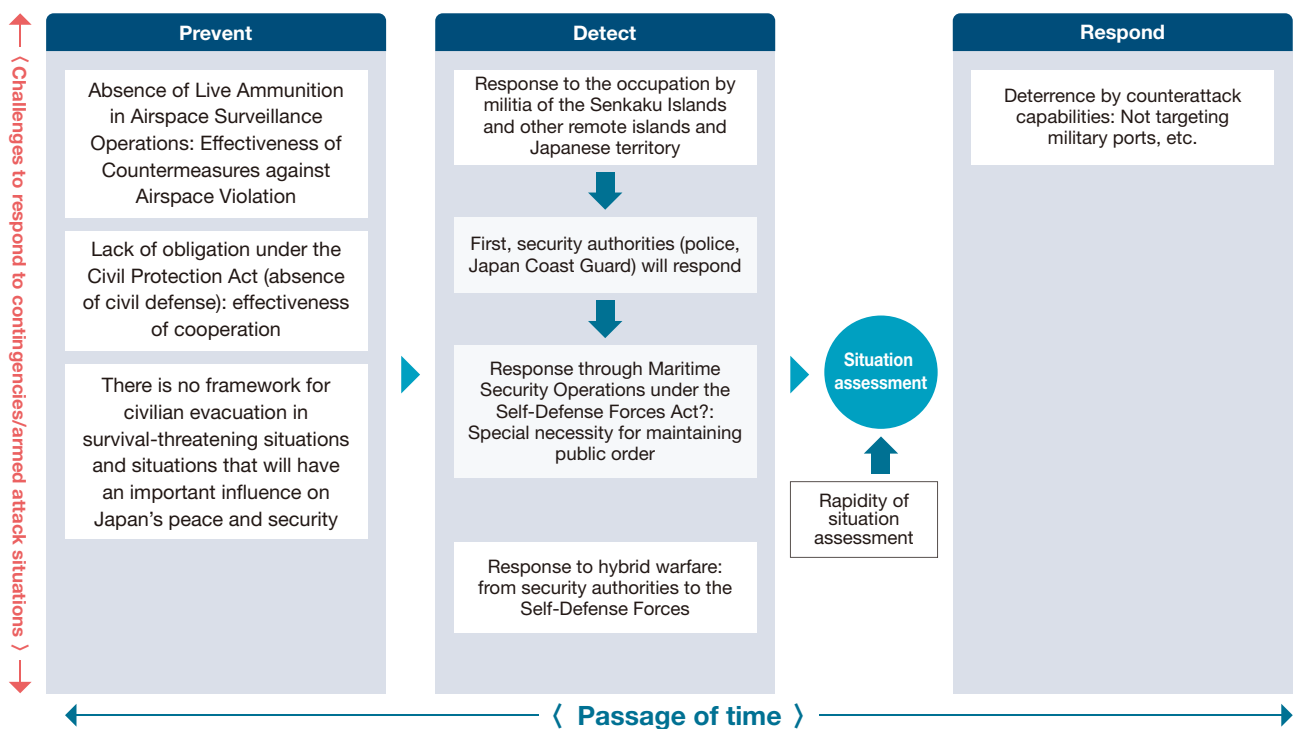 〈Challenges to respond to contingencies/armed attack situations 〉
Prevent
Absence of Live Ammunition
in Airspace Surveillance
Operations: Effectiveness of
Countermeasures against
Airspace Violation
Lack of obligation under the
Civil Protection Act (absence
of civil defense): effectiveness
of cooperation
There is no framework for
civilian evacuation in
survival-threatening situations
and situations that will have
an important influence on
Japan’s peace and security
Detect
Response to the occupation by
militia of the Senkaku Islands
and other remote islands and
Japanese territory
First, security authorities (police,
Japan Coast Guard) will respond
Response through Maritime
Security Operations under the
Self-Defense Forces Act?:
Special necessity for maintaining
public order
Response to hybrid warfare:
from security authorities to the
Self-Defense Forces
Situation
assessment
Rapidity of
situation
assessment
Respond
Deterrence by counterattack
capabilities: Not targeting
military ports, etc.
〈 Passage of time 〉